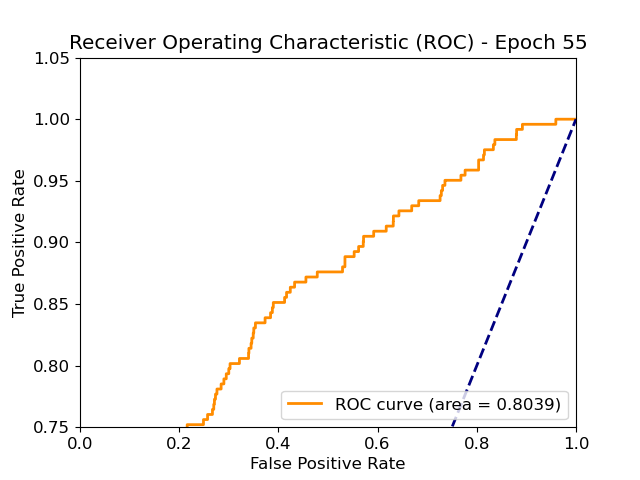 Receiver Operating Characteristic (ROC) - Epoch 55
1.05
1.00
0.95
0.90
0.85
0.80
0.75
True Positive Rate
ROC curve (area = 0.8039)
0.0 0.2 0.4 0.6 0.8 1.0
False Positive Rate